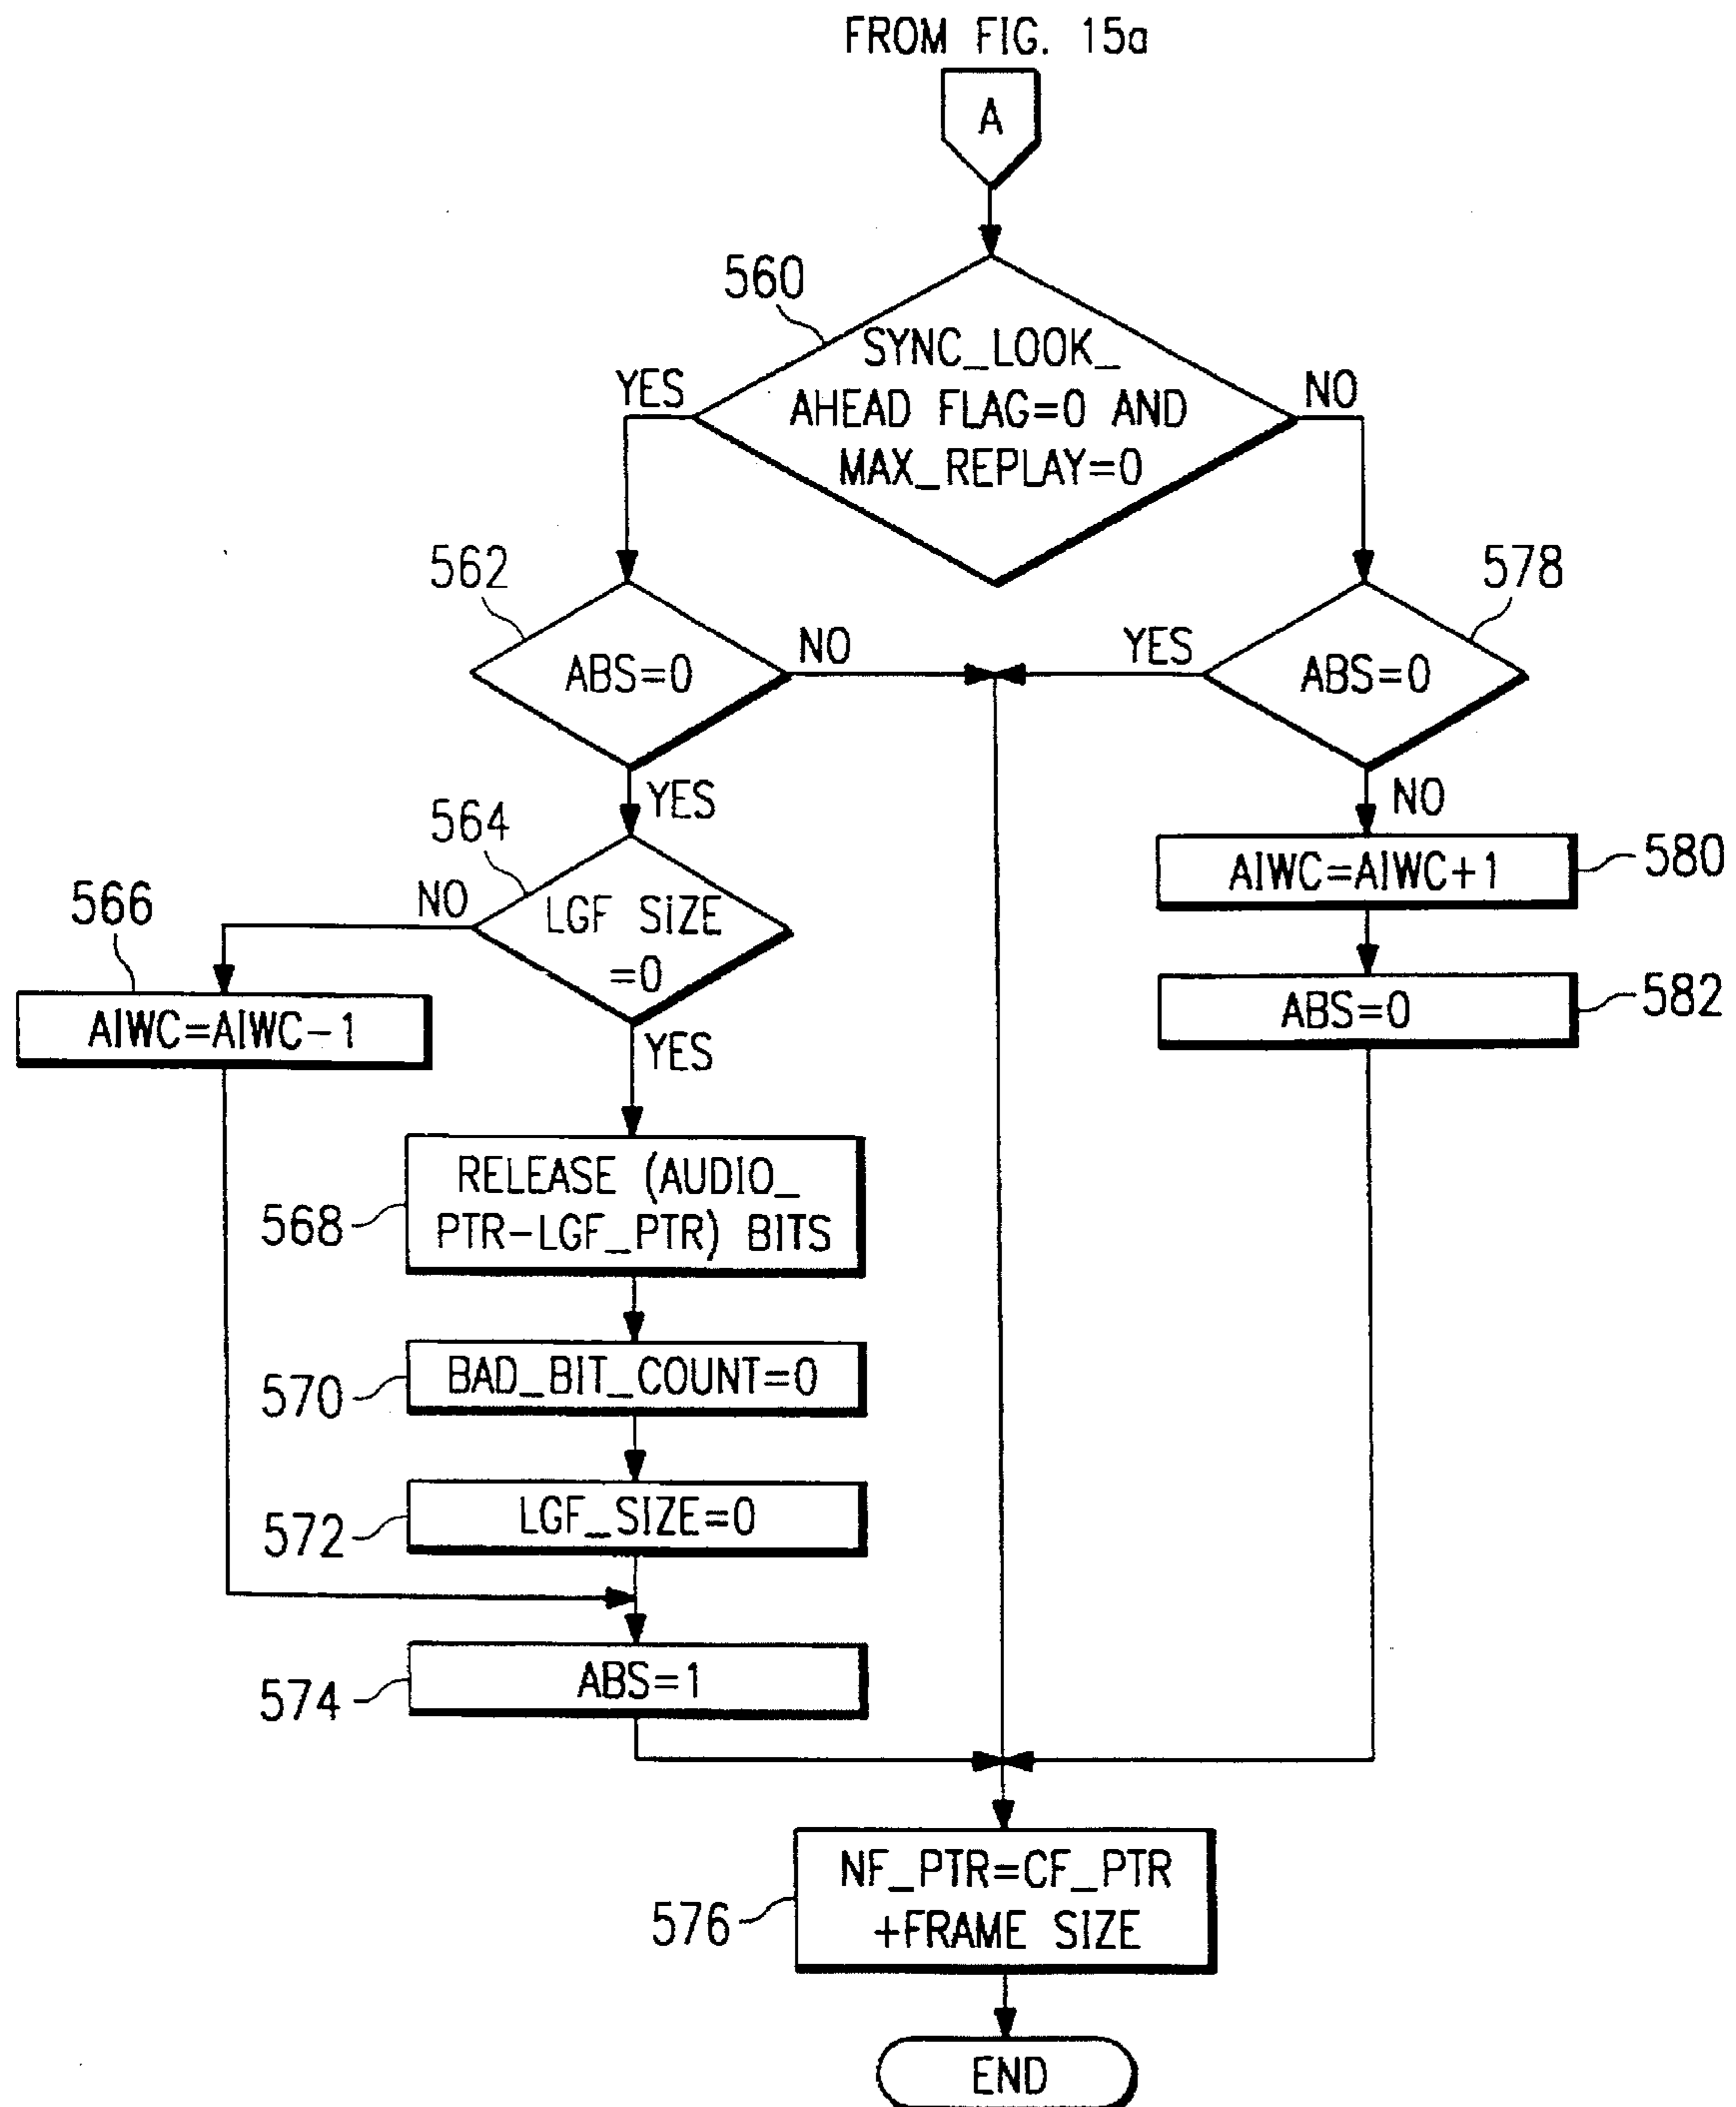 FROM FIG. 15a
A
560
SYNC_LOOK_
AHEAD FLAG=0 AND
MAX_REPLAY=0
YES
NO
562
ABS=0
NO
YES
578
ABS=0
YES
NO
564
LGF SIZE
=0
NO
YES
566
AIWC=AIWC-1
AIWC=AIWC+1
580
ABS=0
582
RELEASE (AUDIO_
PTR-LGF_PTR) BITS
568
BAD_BIT_COUNT=0
570
LGF_SIZE=0
572
ABS=1
574
NF_PTR=CF_PTR
+FRAME SIZE
576
END